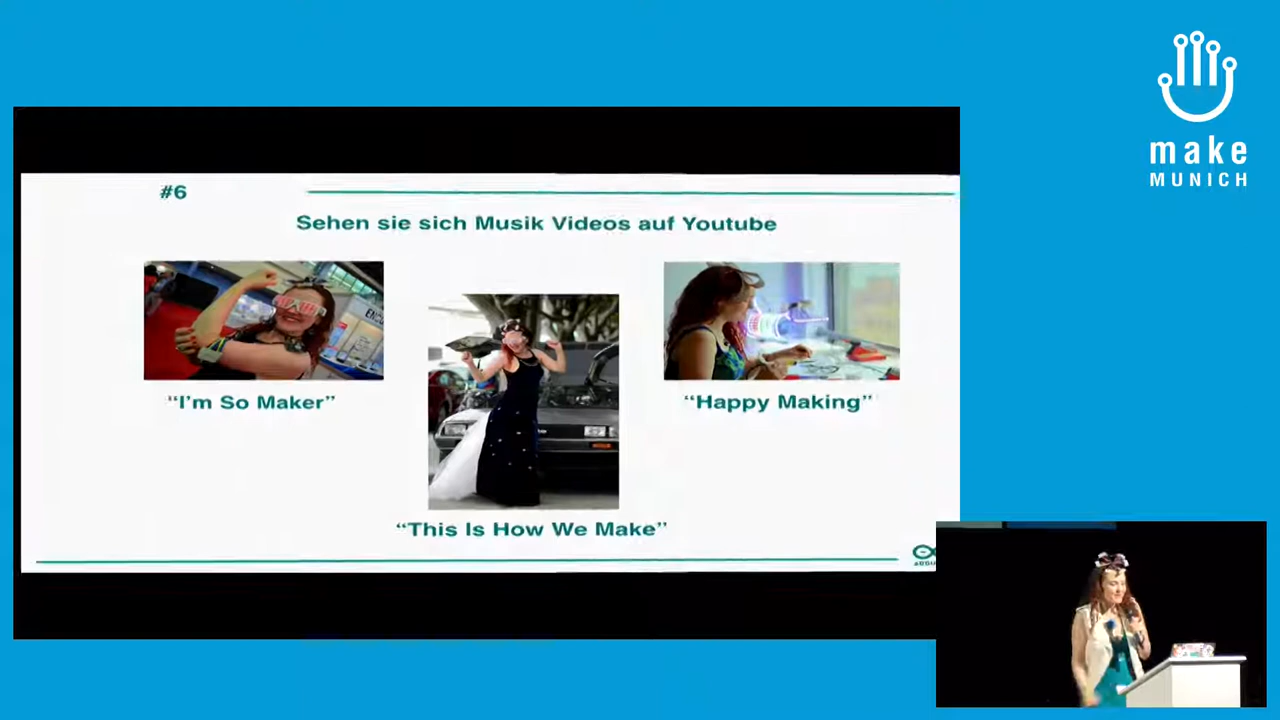 make
MUNICH
#6
Sehen sie sich Musik Videos auf Youtube
“I’m So Maker”
“Happy Making”
“This Is How We Make”